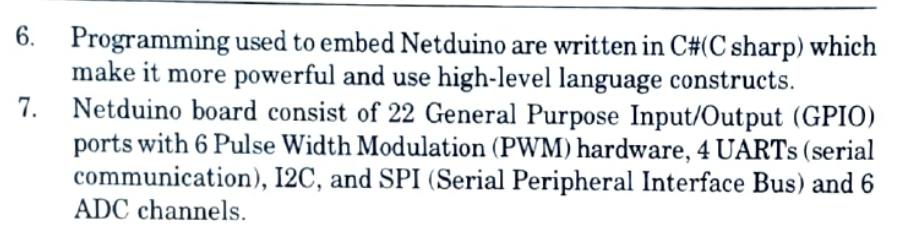 6. Programming used to embed Netduino are written in C#(C sharp) which
make it more powerful and use high-level language constructs.
7. Netduino board consist of 22 General Purpose Input/Output (GPIO)
ports with 6 Pulse Width Modulation (PWM) hardware, 4 UARTs (serial
communication), I2C, and SPI (Serial Peripheral Interface Bus) and 6
ADC channels.